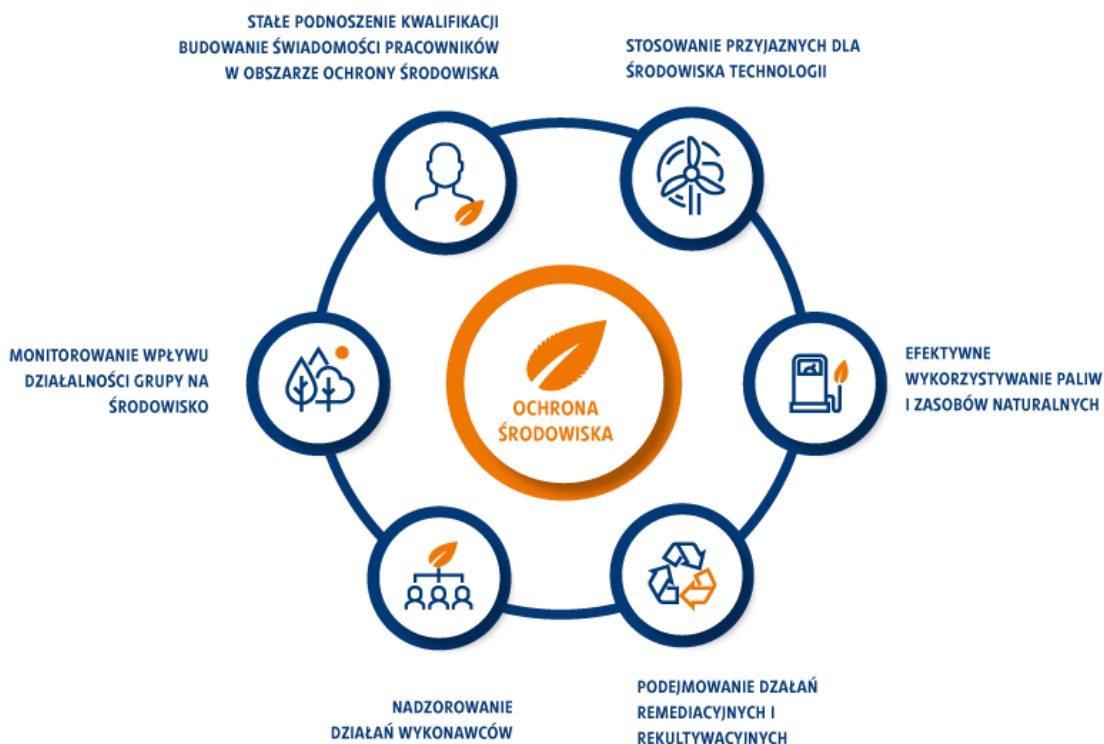 STAŁE PODNOSZENIE KWALIFIKACJI
BUDOWANIE ŚWIADOMOŚCI PRACOWNIKÓW
W OBSZARZE OCHRONY ŚRODOWISKA
STOSOWANIE PRZYJAZNYCH DLA
ŚRODOWISKA TECHNOLOGII
MONITOROWANIE WPŁYWU
DZIAŁALNOŚCI GRUPY NA
ŚRODOWISKO
OCHRONA
ŚRODOWISKA
EFEKTYWNE
WYKORZYSTYWANIE PALIW
I ZASOBÓW NATURALNYCH
NADZOROWANIE
DZIAŁAŃ WYKONAWCÓW
PODEJMOWANIE DZAŁAŃ
REMEDIACYJNYCH I
REKULTYWACYJNYCH